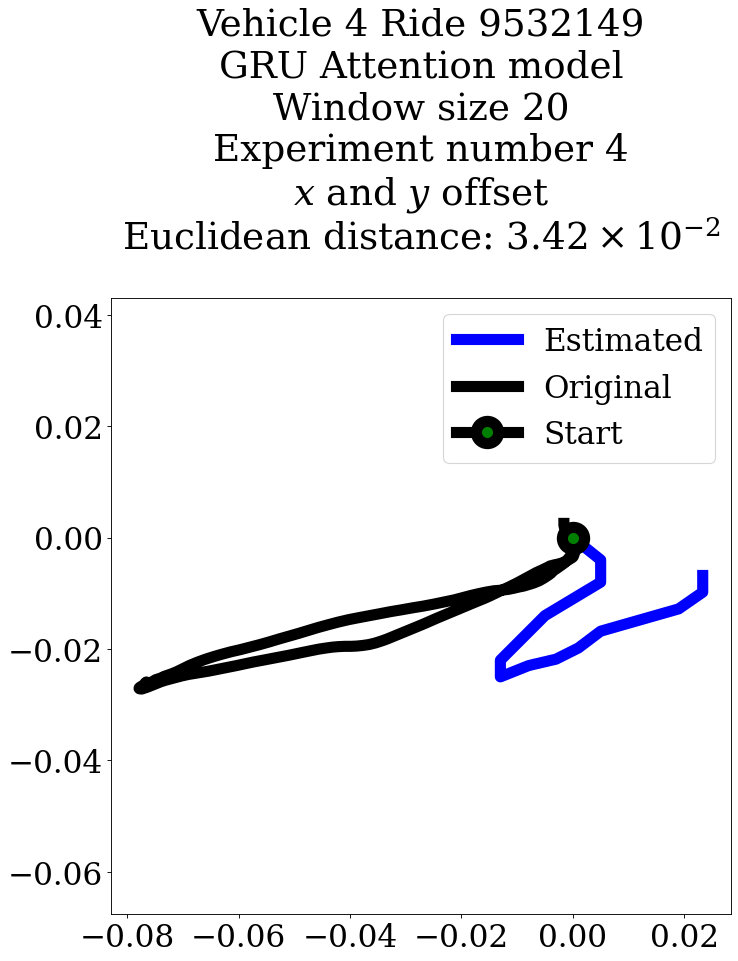 Vehicle 4 Ride 9532149
GRU Attention model
Window size 20
Experiment number 4
x and y offset
Euclidean distance: 3.42 × 10⁻²
Estimated
Original
Start
0.04
0.02
0.00
−0.02
−0.04
−0.06
−0.08 −0.06 −0.04 −0.02 0.00 0.02